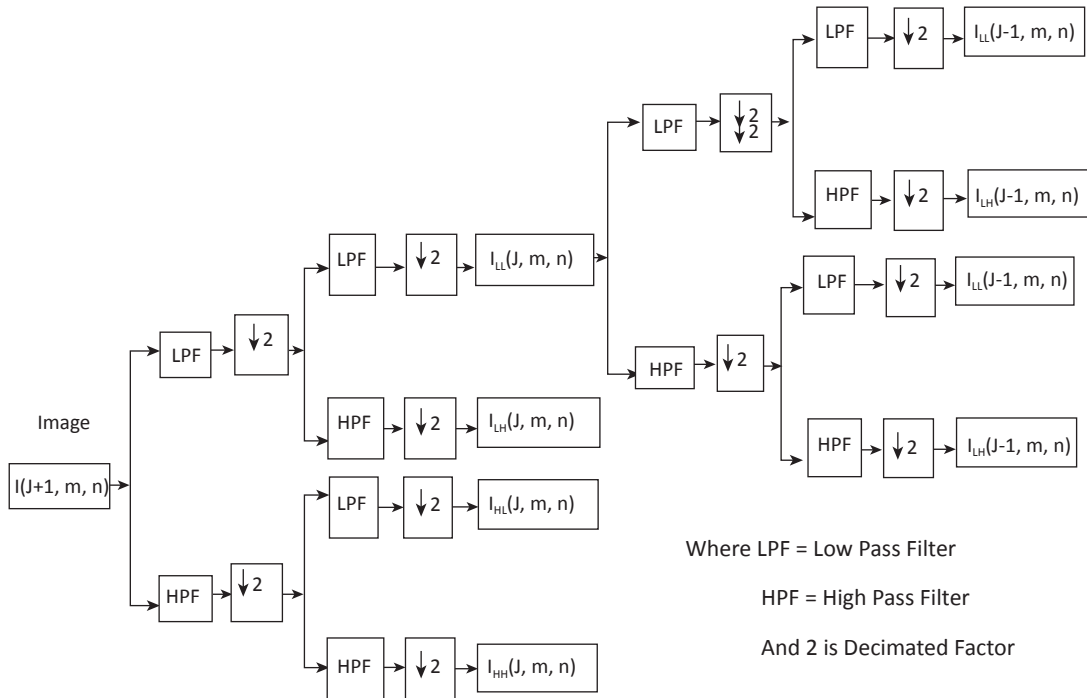 LPF
↓2
I_LL(J-1, m, n)
LPF
↓2
↓2
HPF
↓2
I_LH(J-1, m, n)
LPF
↓2
I_LL(J, m, n)
LPF
↓2
I_LL(J-1, m, n)
LPF
↓2
HPF
↓2
HPF
↓2
I_LH(J, m, n)
HPF
↓2
I_LH(J-1, m, n)
Image
I(J+1, m, n)
LPF
↓2
I_HL(J, m, n)
HPF
↓2
HPF
↓2
I_HH(J, m, n)
Where LPF = Low Pass Filter
HPF = High Pass Filter
And 2 is Decimated Factor